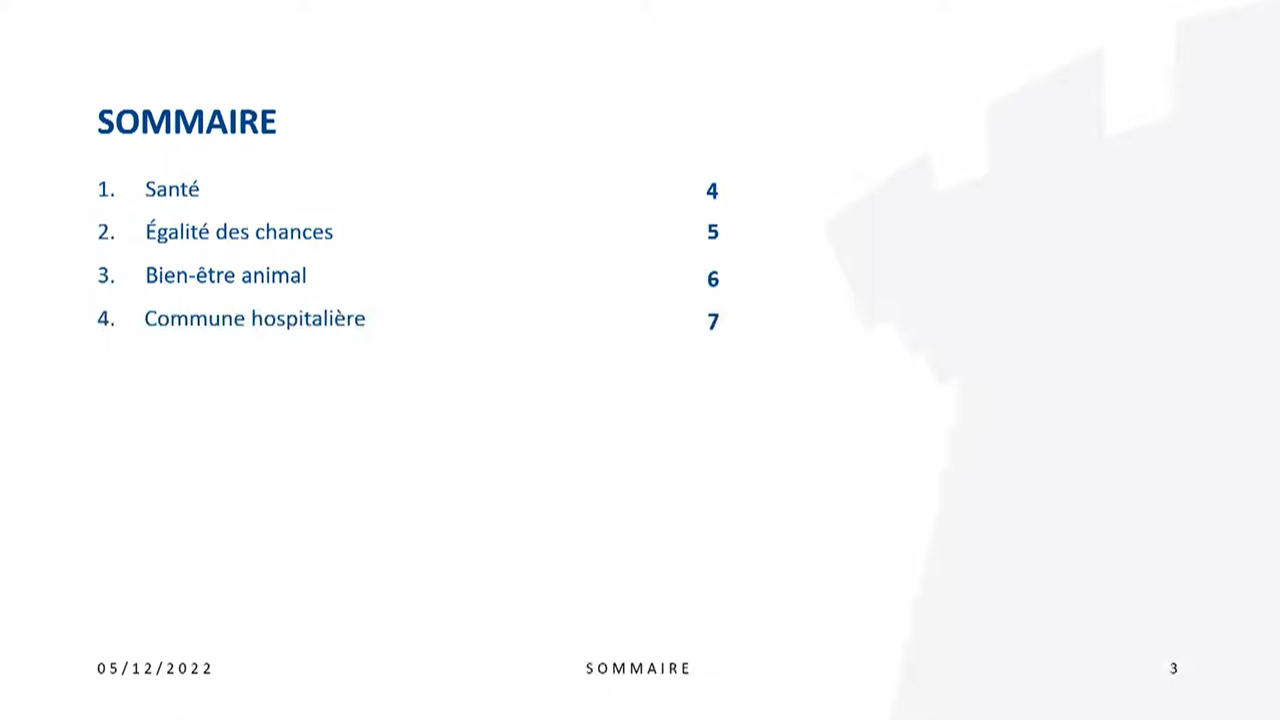 SOMMAIRE
1. Santé 4
2. Égalité des chances 5
3. Bien-être animal 6
4. Commune hospitalière 7
05/12/2022 SOMMAIRE 3